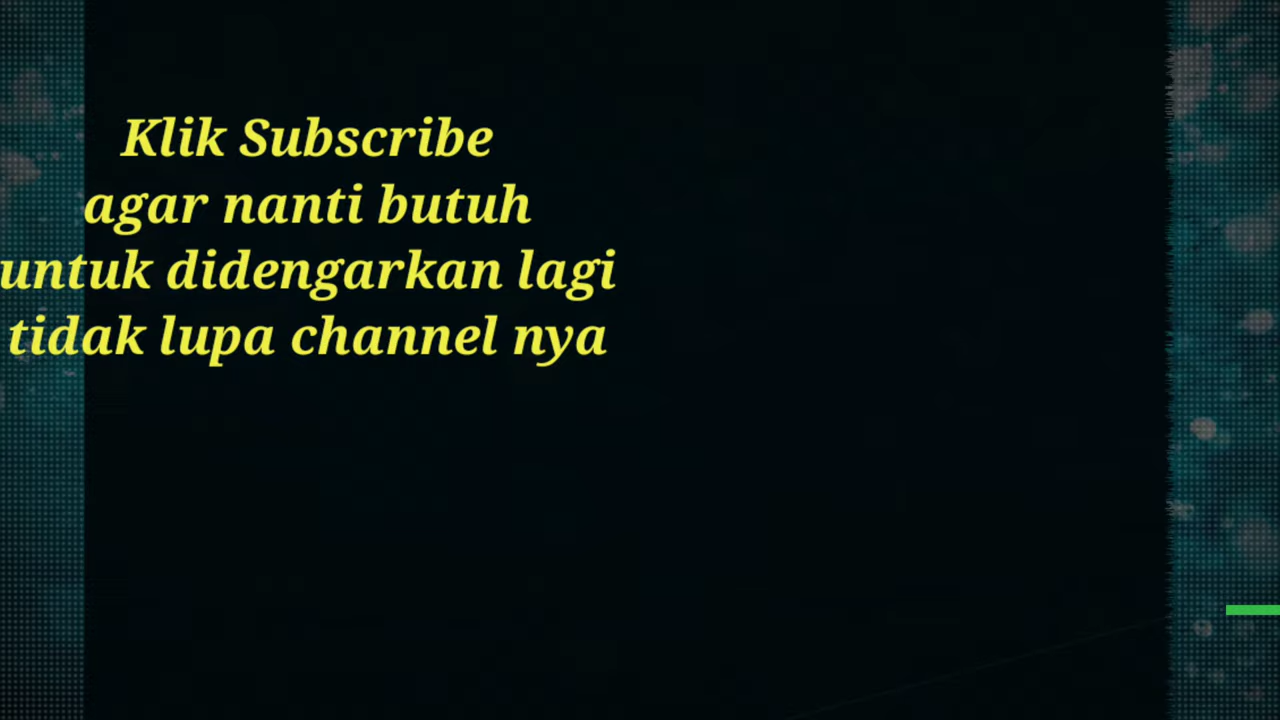 Klik Subscribe
agar nanti butuh
untuk didengarkan lagi
tidak lupa channel nya